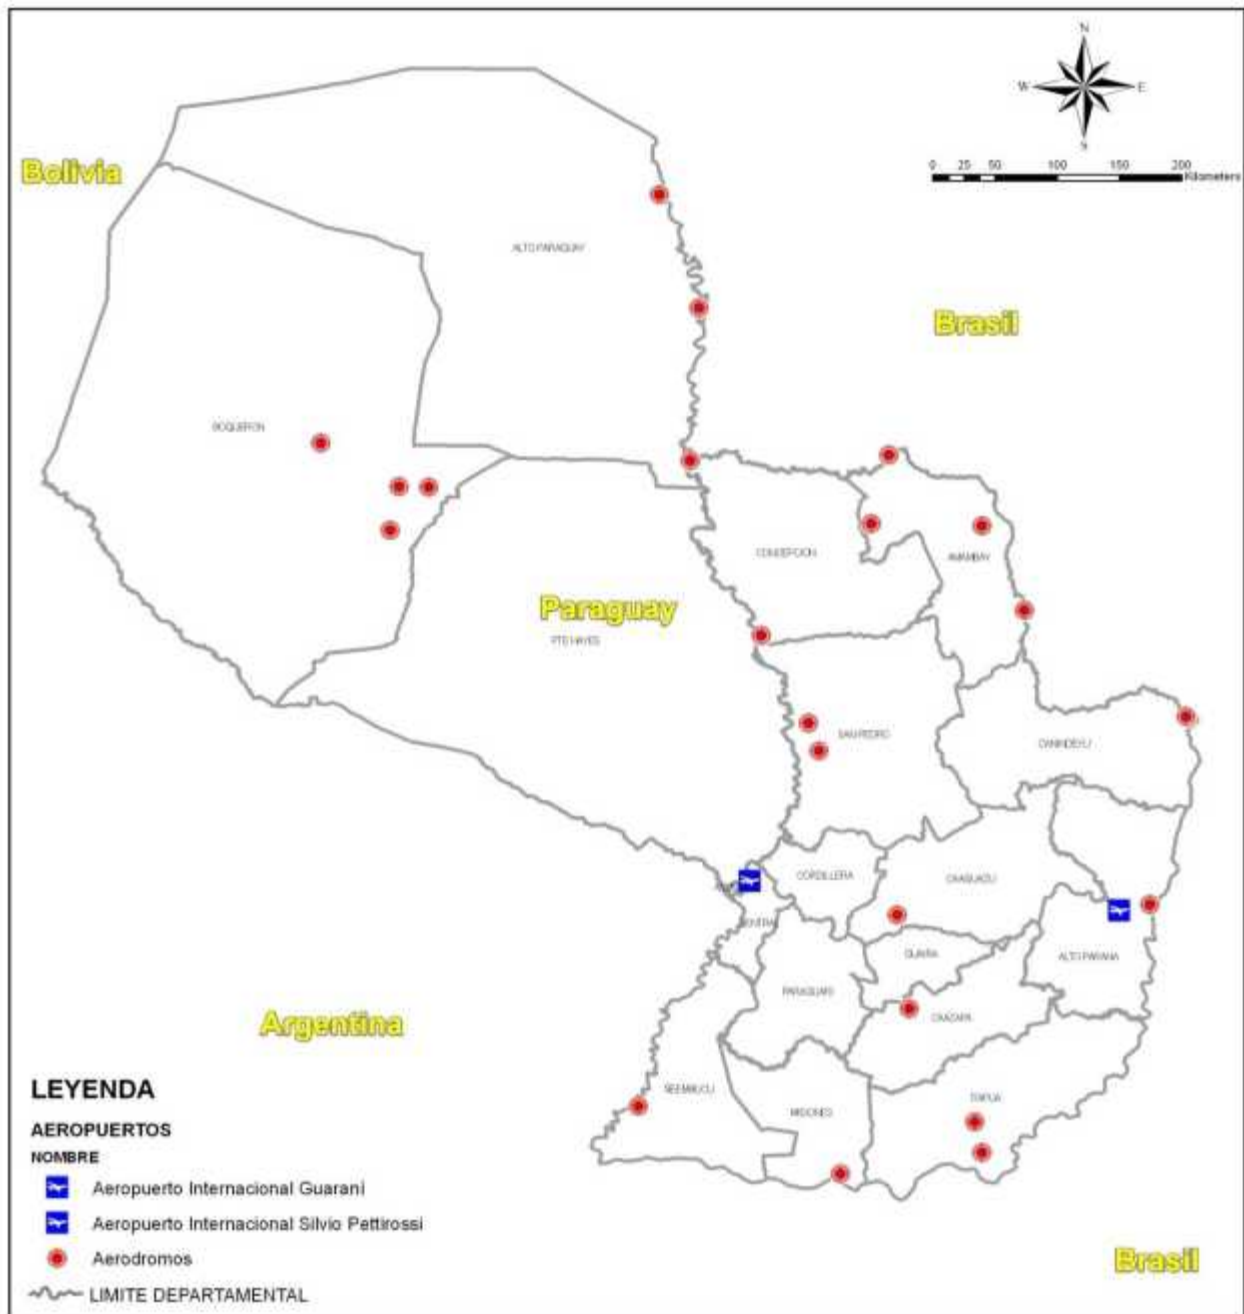 N
W E
S
0 25 50 100 150 200
Kilometers
Bolivia
ALTO PARAGUAY
Brasil
BOQUERON
CONCEPCION
AMAMBAY
Paraguay
PTE HAYES
SAN PEDRO
CANINDEYU
CORDILLERA
CAAGUAZU
CENTRAL
GUAIRA
ALTO PARANA
PARAGUARI
CAAZAPA
Argentina
ÑEEMBUCU
MISIONES
ITAPUA
LEYENDA
AEROPUERTOS
NOMBRE
Aeropuerto Internacional Guarani
Aeropuerto Internacional Silvio Pettirossi
Aerodromos
LIMITE DEPARTAMENTAL
Brasil